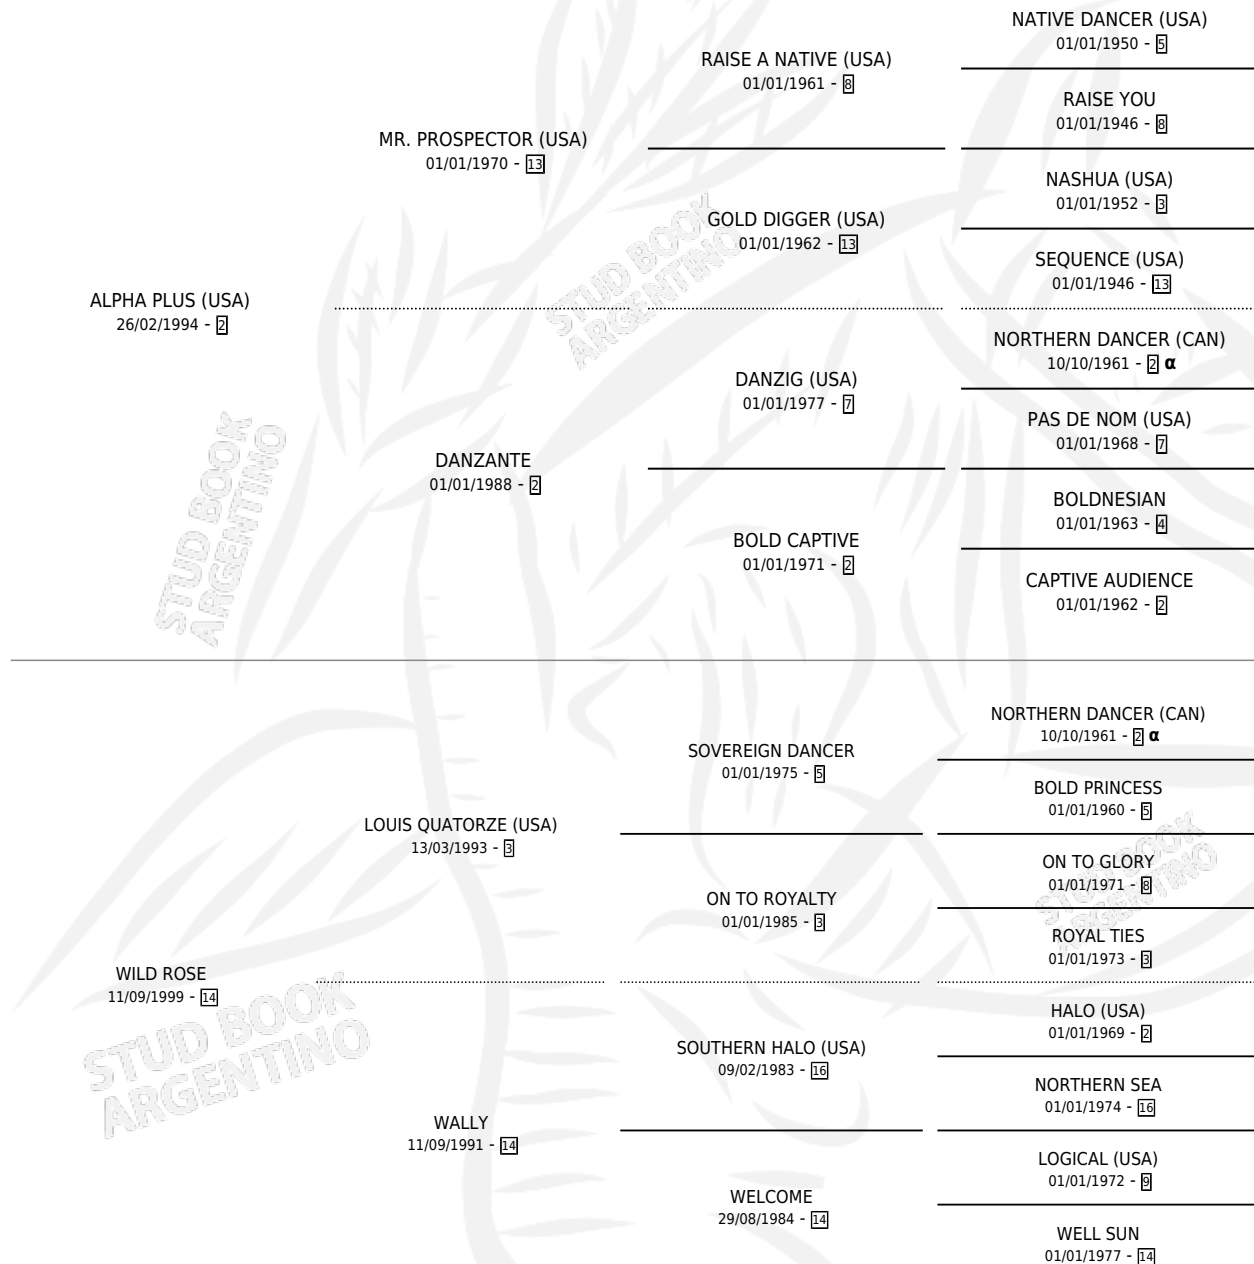 NATIVE DANCER (USA)
01/01/1950 - 5
RAISE A NATIVE (USA)
01/01/1961 - 8
RAISE YOU
01/01/1946 - 8
MR. PROSPECTOR (USA)
01/01/1970 - 13
NASHUA (USA)
01/01/1952 - 3
GOLD DIGGER (USA)
01/01/1962 - 13
SEQUENCE (USA)
01/01/1946 - 13
ALPHA PLUS (USA)
26/02/1994 - 2
NORTHERN DANCER (CAN)
10/10/1961 - 2 α
DANZIG (USA)
01/01/1977 - 7
PAS DE NOM (USA)
01/01/1968 - 7
DANZANTE
01/01/1988 - 2
BOLDNESIAN
01/01/1963 - 4
BOLD CAPTIVE
01/01/1971 - 2
CAPTIVE AUDIENCE
01/01/1962 - 2
NORTHERN DANCER (CAN)
10/10/1961 - 2 α
SOVEREIGN DANCER
01/01/1975 - 5
BOLD PRINCESS
01/01/1960 - 5
LOUIS QUATORZE (USA)
13/03/1993 - 3
ON TO GLORY
01/01/1971 - 8
ON TO ROYALTY
01/01/1985 - 3
ROYAL TIES
01/01/1973 - 3
WILD ROSE
11/09/1999 - 14
HALO (USA)
01/01/1969 - 2
SOUTHERN HALO (USA)
09/02/1983 - 16
NORTHERN SEA
01/01/1974 - 16
WALLY
11/09/1991 - 14
LOGICAL (USA)
01/01/1972 - 9
WELCOME
29/08/1984 - 14
WELL SUN
01/01/1977 - 14
STUD BOOK
ARGENTINO
STUD BOOK
ARGENTINO
STUD BOOK
ARGENTINO
STUD BOOK
ARGENTINO